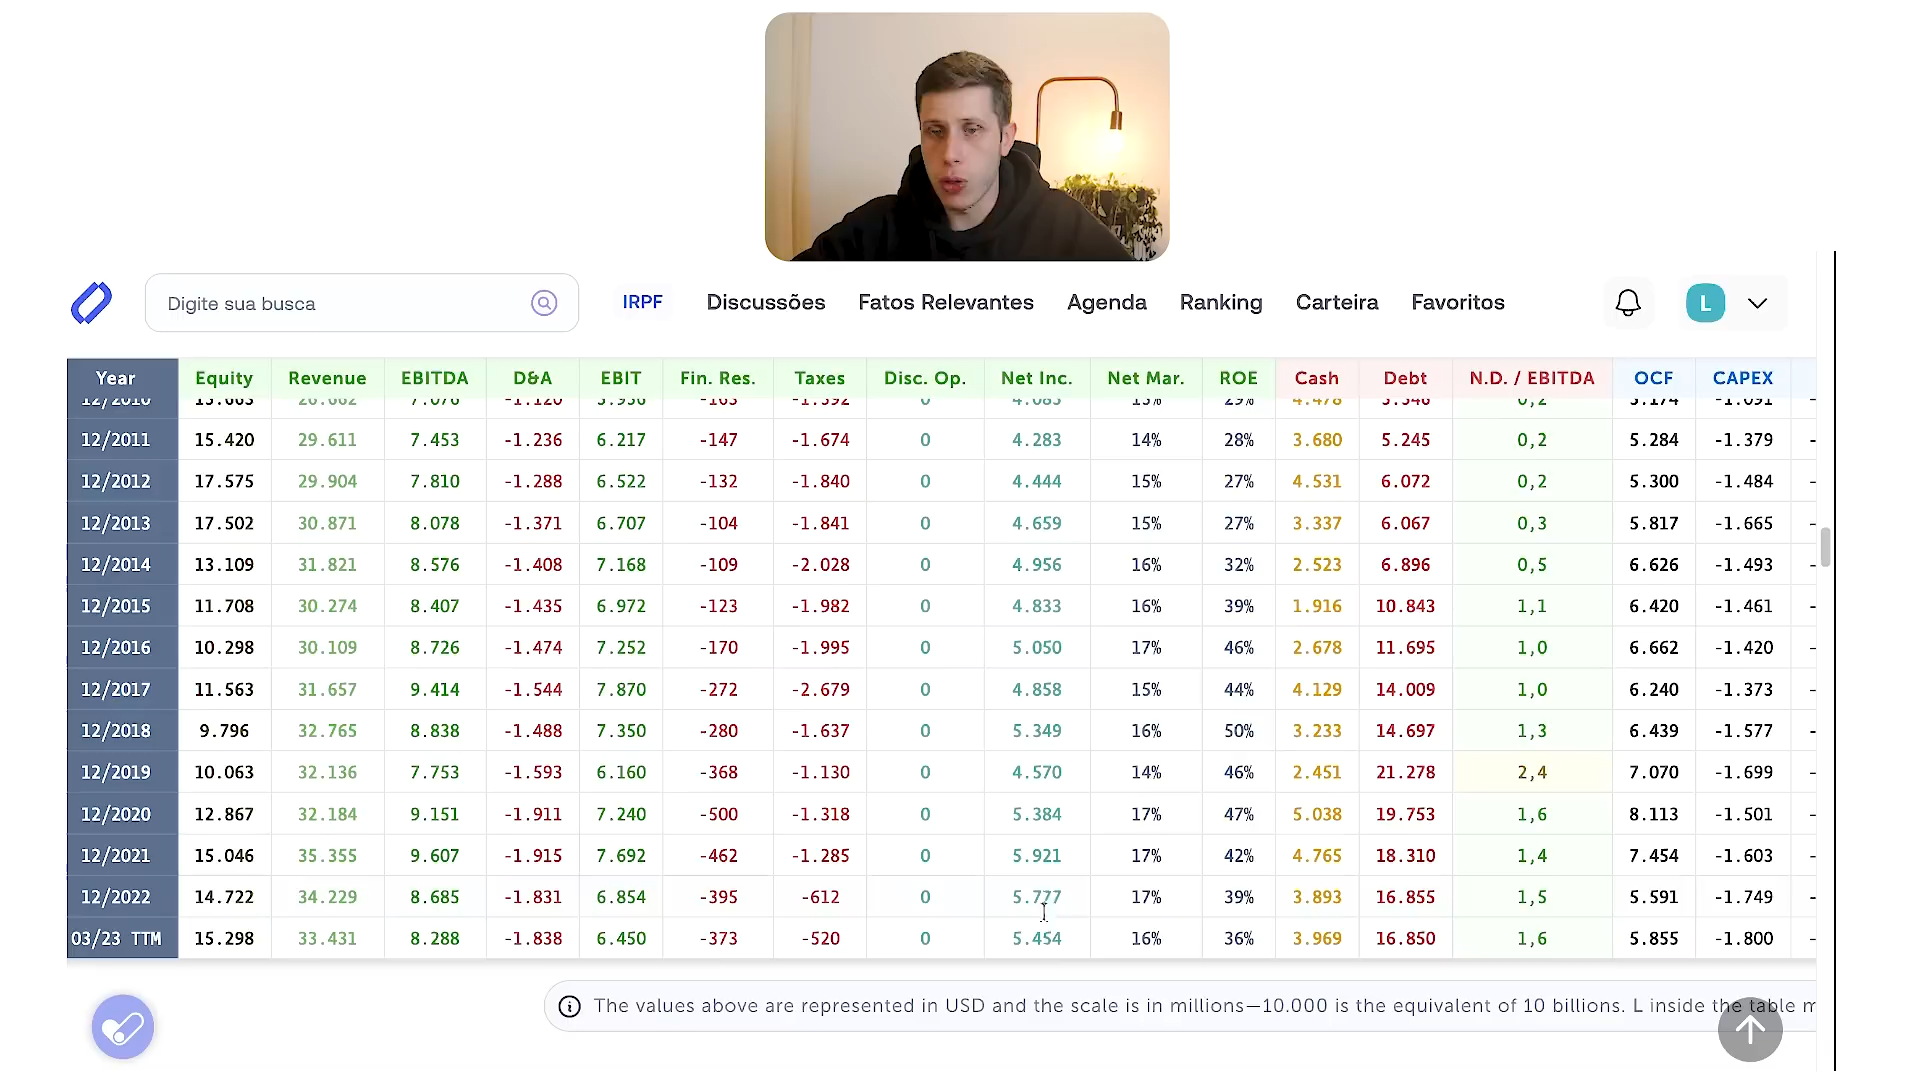 Digite sua busca IRPF Discussões Fatos Relevantes Agenda Ranking Carteira Favoritos L
Year Equity Revenue EBITDA D&A EBIT Fin. Res. Taxes Disc. Op. Net Inc. Net Mar. ROE Cash Debt N.D. / EBITDA OCF CAPEX
12/2011 15.420 29.611 7.453 -1.236 6.217 -147 -1.674 0 4.283 14% 28% 3.680 5.245 0,2 5.284 -1.379 -
12/2012 17.575 29.904 7.810 -1.288 6.522 -132 -1.840 0 4.444 15% 27% 4.531 6.072 0,2 5.300 -1.484 -
12/2013 17.502 30.871 8.078 -1.371 6.707 -104 -1.841 0 4.659 15% 27% 3.337 6.067 0,3 5.817 -1.665 -
12/2014 13.109 31.821 8.576 -1.408 7.168 -109 -2.028 0 4.956 16% 32% 2.523 6.896 0,5 6.626 -1.493 -
12/2015 11.708 30.274 8.407 -1.435 6.972 -123 -1.982 0 4.833 16% 39% 1.916 10.843 1,1 6.420 -1.461 -
12/2016 10.298 30.109 8.726 -1.474 7.252 -170 -1.995 0 5.050 17% 46% 2.678 11.695 1,0 6.662 -1.420 -
12/2017 11.563 31.657 9.414 -1.544 7.870 -272 -2.679 0 4.858 15% 44% 4.129 14.009 1,0 6.240 -1.373 -
12/2018 9.796 32.765 8.838 -1.488 7.350 -280 -1.637 0 5.349 16% 50% 3.233 14.697 1,3 6.439 -1.577 -
12/2019 10.063 32.136 7.753 -1.593 6.160 -368 -1.130 0 4.570 14% 46% 2.451 21.278 2,4 7.070 -1.699 -
12/2020 12.867 32.184 9.151 -1.911 7.240 -500 -1.318 0 5.384 17% 47% 5.038 19.753 1,6 8.113 -1.501 -
12/2021 15.046 35.355 9.607 -1.915 7.692 -462 -1.285 0 5.921 17% 42% 4.765 18.310 1,4 7.454 -1.603 -
12/2022 14.722 34.229 8.685 -1.831 6.854 -395 -612 0 5.777 17% 39% 3.893 16.855 1,5 5.591 -1.749 -
03/23 TTM 15.298 33.431 8.288 -1.838 6.450 -373 -520 0 5.454 16% 36% 3.969 16.850 1,6 5.855 -1.800 -
The values above are represented in USD and the scale is in millions—10.000 is the equivalent of 10 billions. L inside the table m